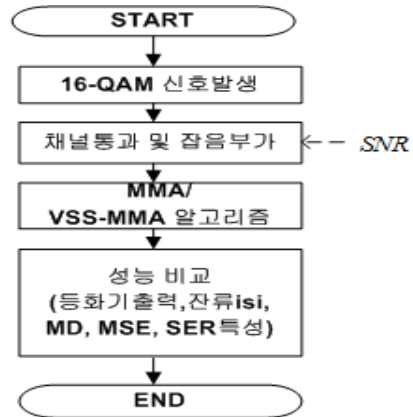 START
16-QAM 신호발생
채널통과 및 잡음부가
SNR
MMA/
VSS-MMA 알고리즘
성능 비교
(등화기출력,잔류isi,
MD, MSE, SER특성)
END